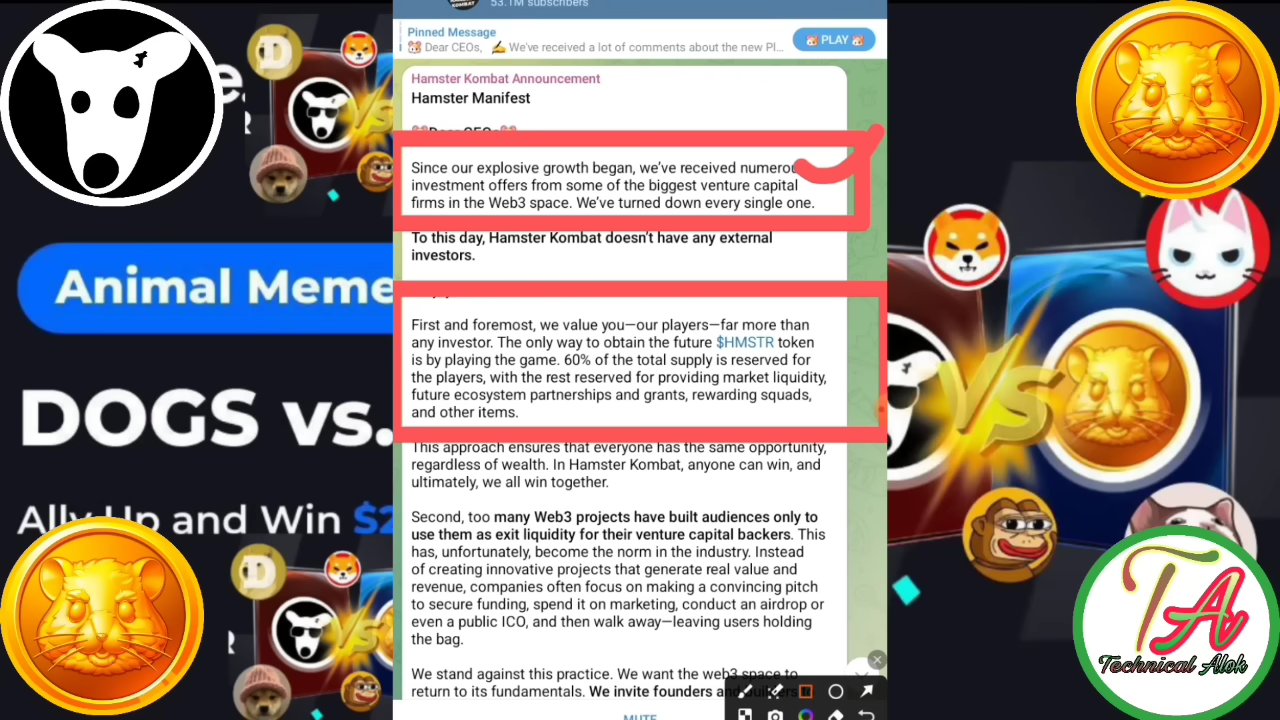 53.1M subscribers
Pinned Message
Dear CEOs, We've received a lot of comments about the new Pl...
PLAY
Hamster Kombat Announcement
Hamster Manifest
Dear CEOs
Since our explosive growth began, we've received numerous
investment offers from some of the biggest venture capital
firms in the Web3 space. We've turned down every single one.
To this day, Hamster Kombat doesn't have any external
investors.
First and foremost, we value you—our players—far more than
any investor. The only way to obtain the future $HMSTR token
is by playing the game. 60% of the total supply is reserved for
the players, with the rest reserved for providing market liquidity,
future ecosystem partnerships and grants, rewarding squads,
and other items.
This approach ensures that everyone has the same opportunity,
regardless of wealth. In Hamster Kombat, anyone can win, and
ultimately, we all win together.
Second, too many Web3 projects have built audiences only to
use them as exit liquidity for their venture capital backers. This
has, unfortunately, become the norm in the industry. Instead
of creating innovative projects that generate real value and
revenue, companies often focus on making a convincing pitch
to secure funding, spend it on marketing, conduct an airdrop or
even a public ICO, and then walk away—leaving users holding
the bag.
We stand against this practice. We want the web3 space to
return to its fundamentals. We invite founders and
MUTE
Animal Meme
DOGS vs.
Ally Up and Win $2
VS
VS
VS
TA
Technical Alok